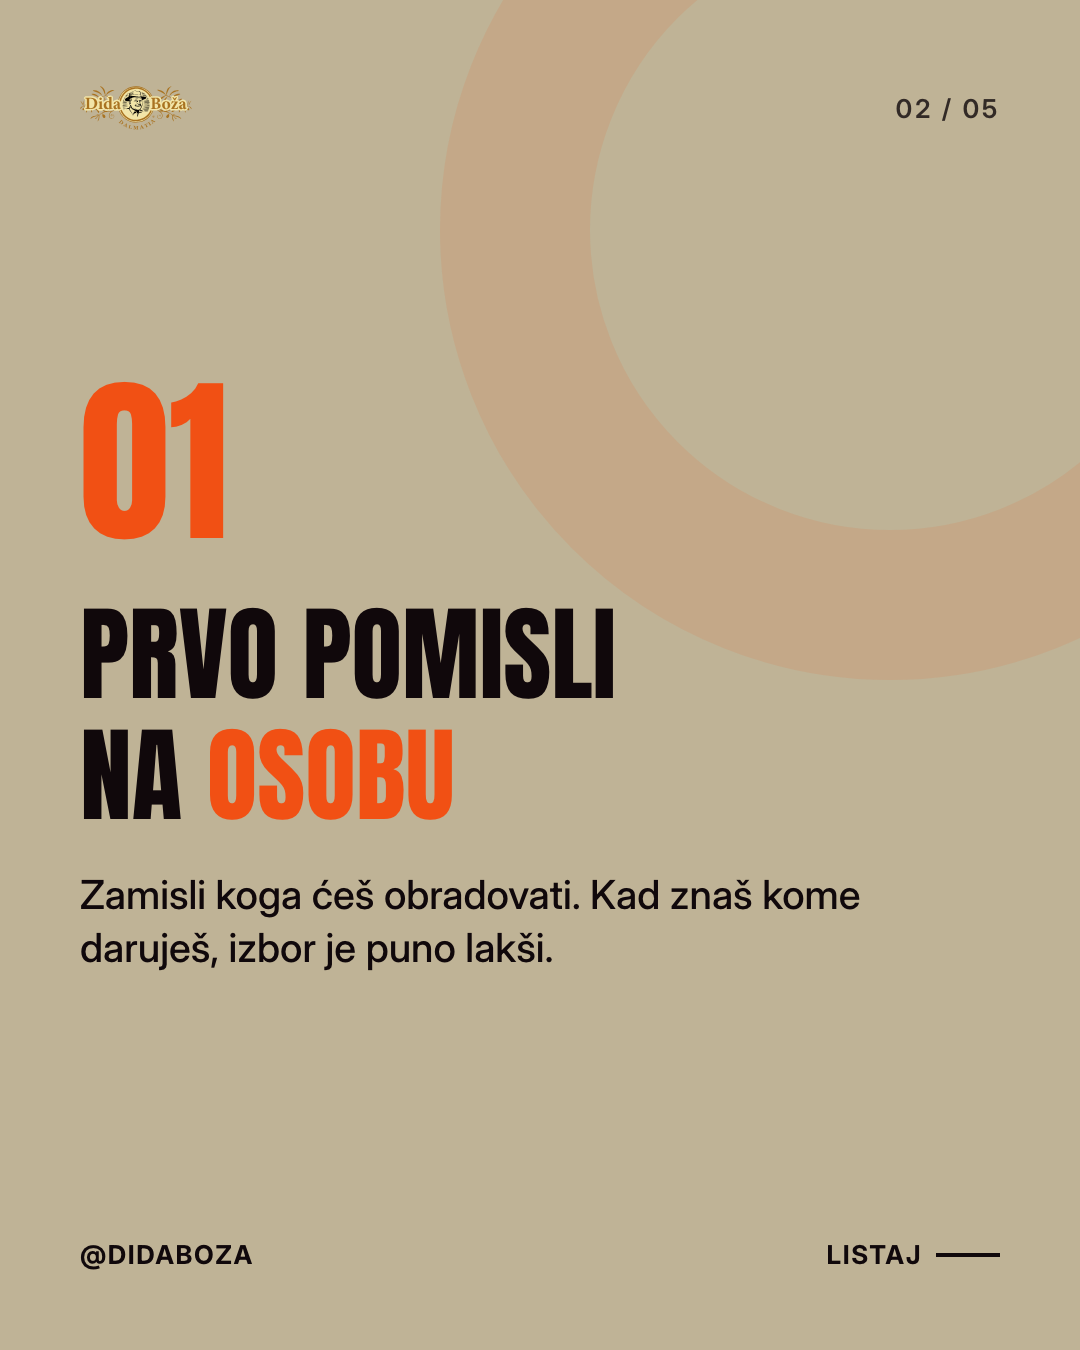 Dida Boža
DALMATIA
02 / 05
01
PRVO POMISLI
NA OSOBU
Zamisli koga ćeš obradovati. Kad znaš kome
daruješ, izbor je puno lakši.
@DIDABOZA
LISTAJ